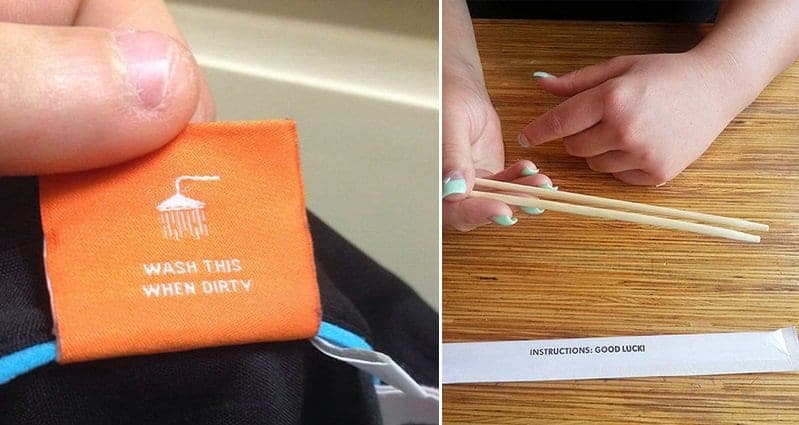 WASH THIS
WHEN DIRTY
INSTRUCTIONS: GOOD LUCK!